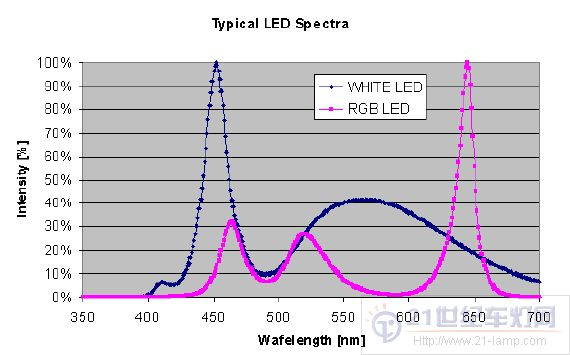 Typical LED Spectra
WHITE LED
RGB LED
Intensity [%]
100%
90%
80%
70%
60%
50%
40%
30%
20%
10%
0%
350 400 450 500 550 600 650 700
Wafelength [nm]
21世纪车灯网
Http://www.21-lamp.com